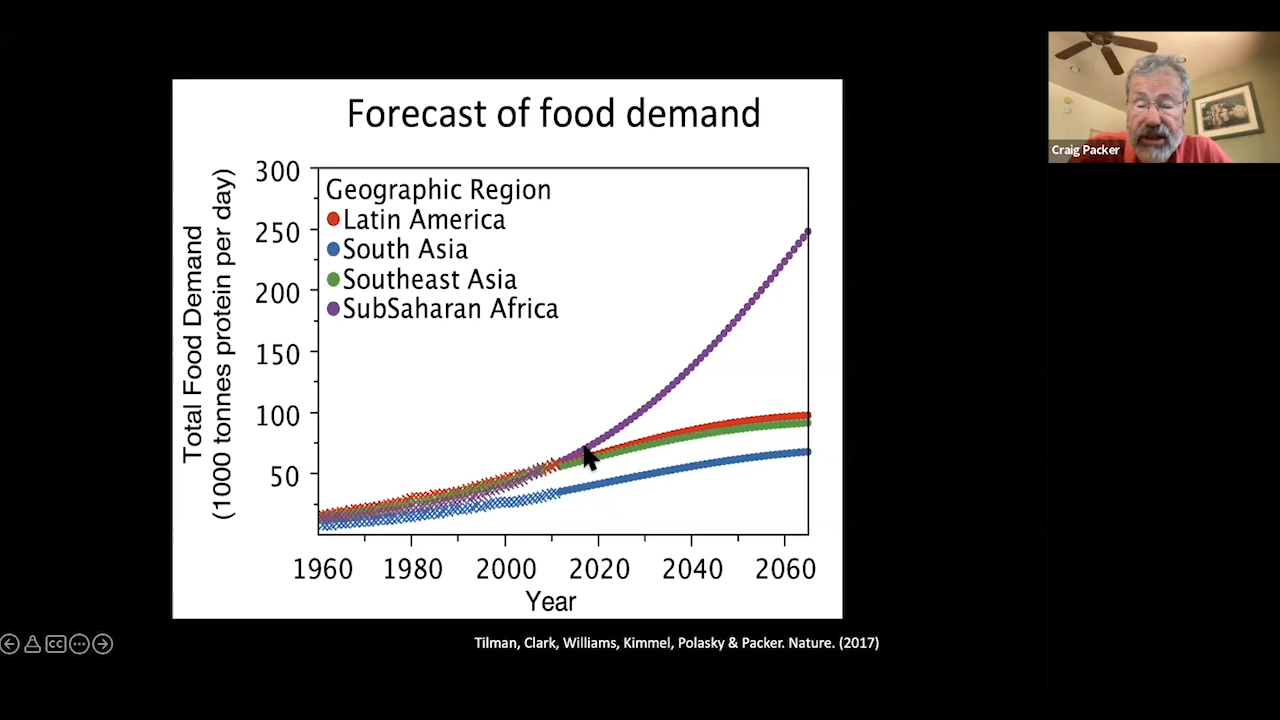 Forecast of food demand
Total Food Demand
(1000 tonnes protein per day)
300
250
200
150
100
50
Geographic Region
Latin America
South Asia
Southeast Asia
SubSaharan Africa
1960 1980 2000 2020 2040 2060
Year
Tilman, Clark, Williams, Kimmel, Polasky & Packer. Nature. (2017)
CC
Craig Packer